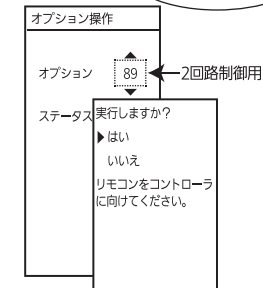 オプション操作
オプション 89 2回路制御用
ステータス
実行しますか?
はい
いいえ
リモコンをコントローラ
に向けてください。